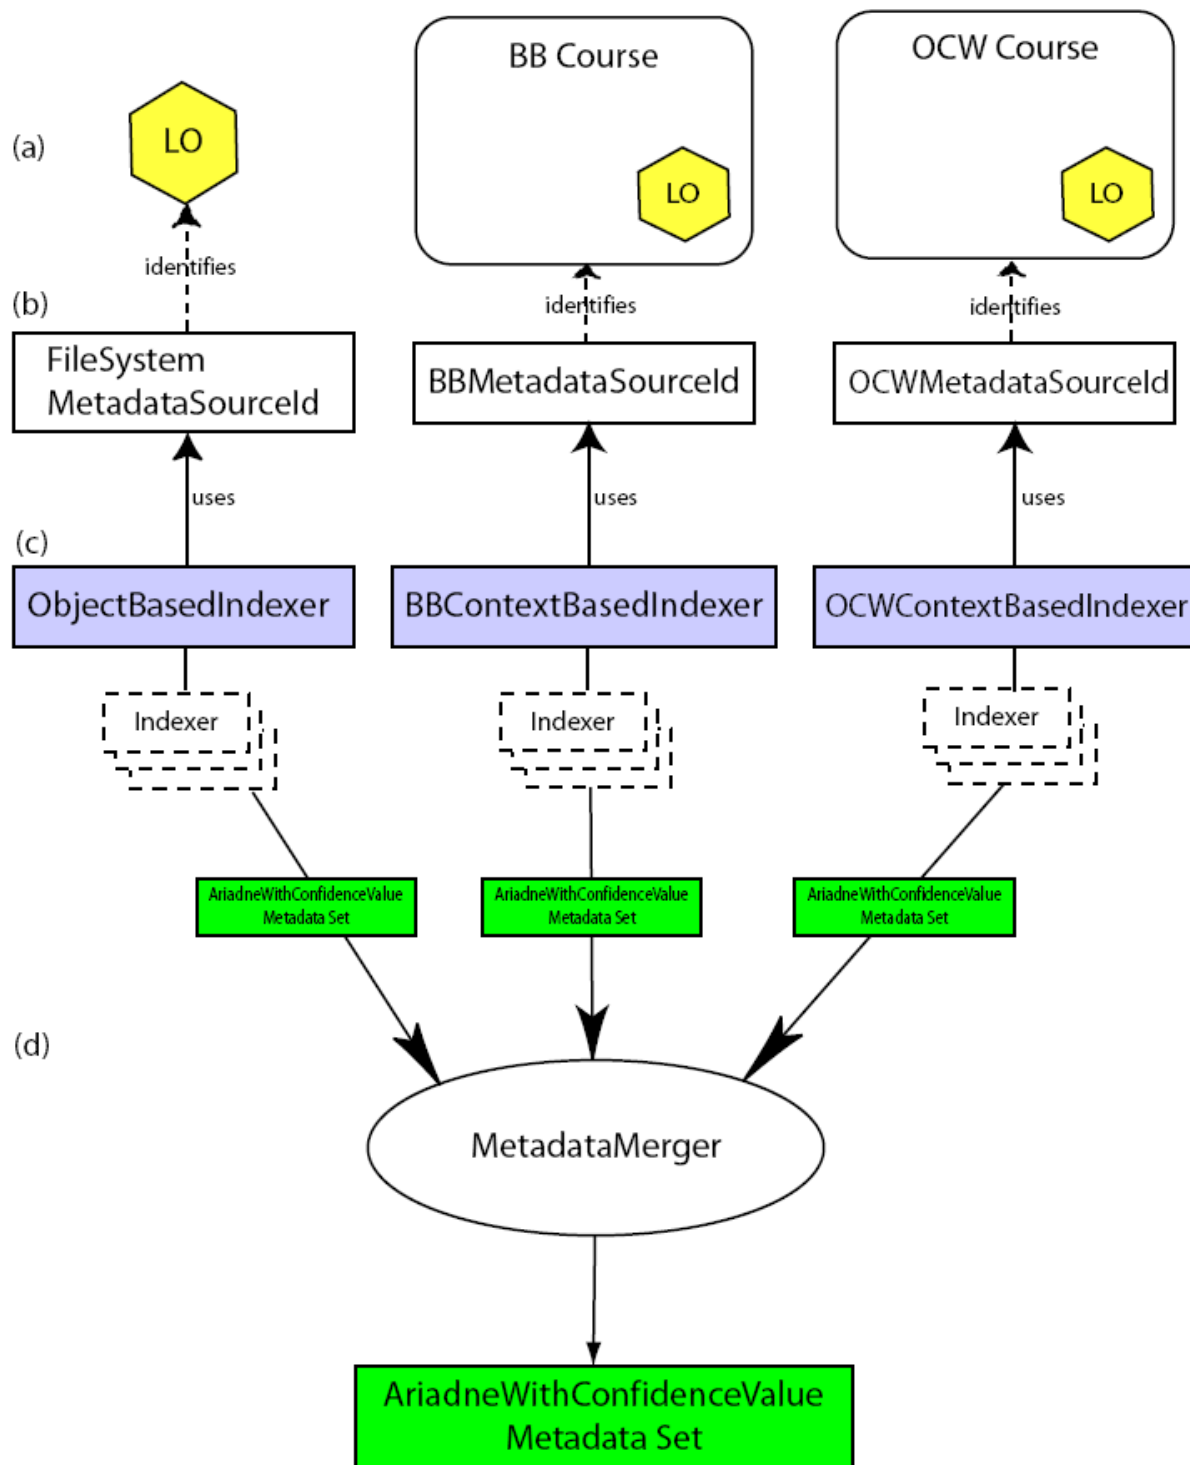 BB Course
OCW Course
(a)
LO
LO
LO
identifies
identifies
identifies
(b)
FileSystem
MetadataSourceId
BBMetadataSourceId
OCWMetadataSourceId
uses
uses
uses
(c)
ObjectBasedIndexer
BBContextBasedIndexer
OCWContextBasedIndexer
Indexer
Indexer
Indexer
AriadneWithConfidenceValue
Metadata Set
AriadneWithConfidenceValue
Metadata Set
AriadneWithConfidenceValue
Metadata Set
(d)
MetadataMerger
AriadneWithConfidenceValue
Metadata Set